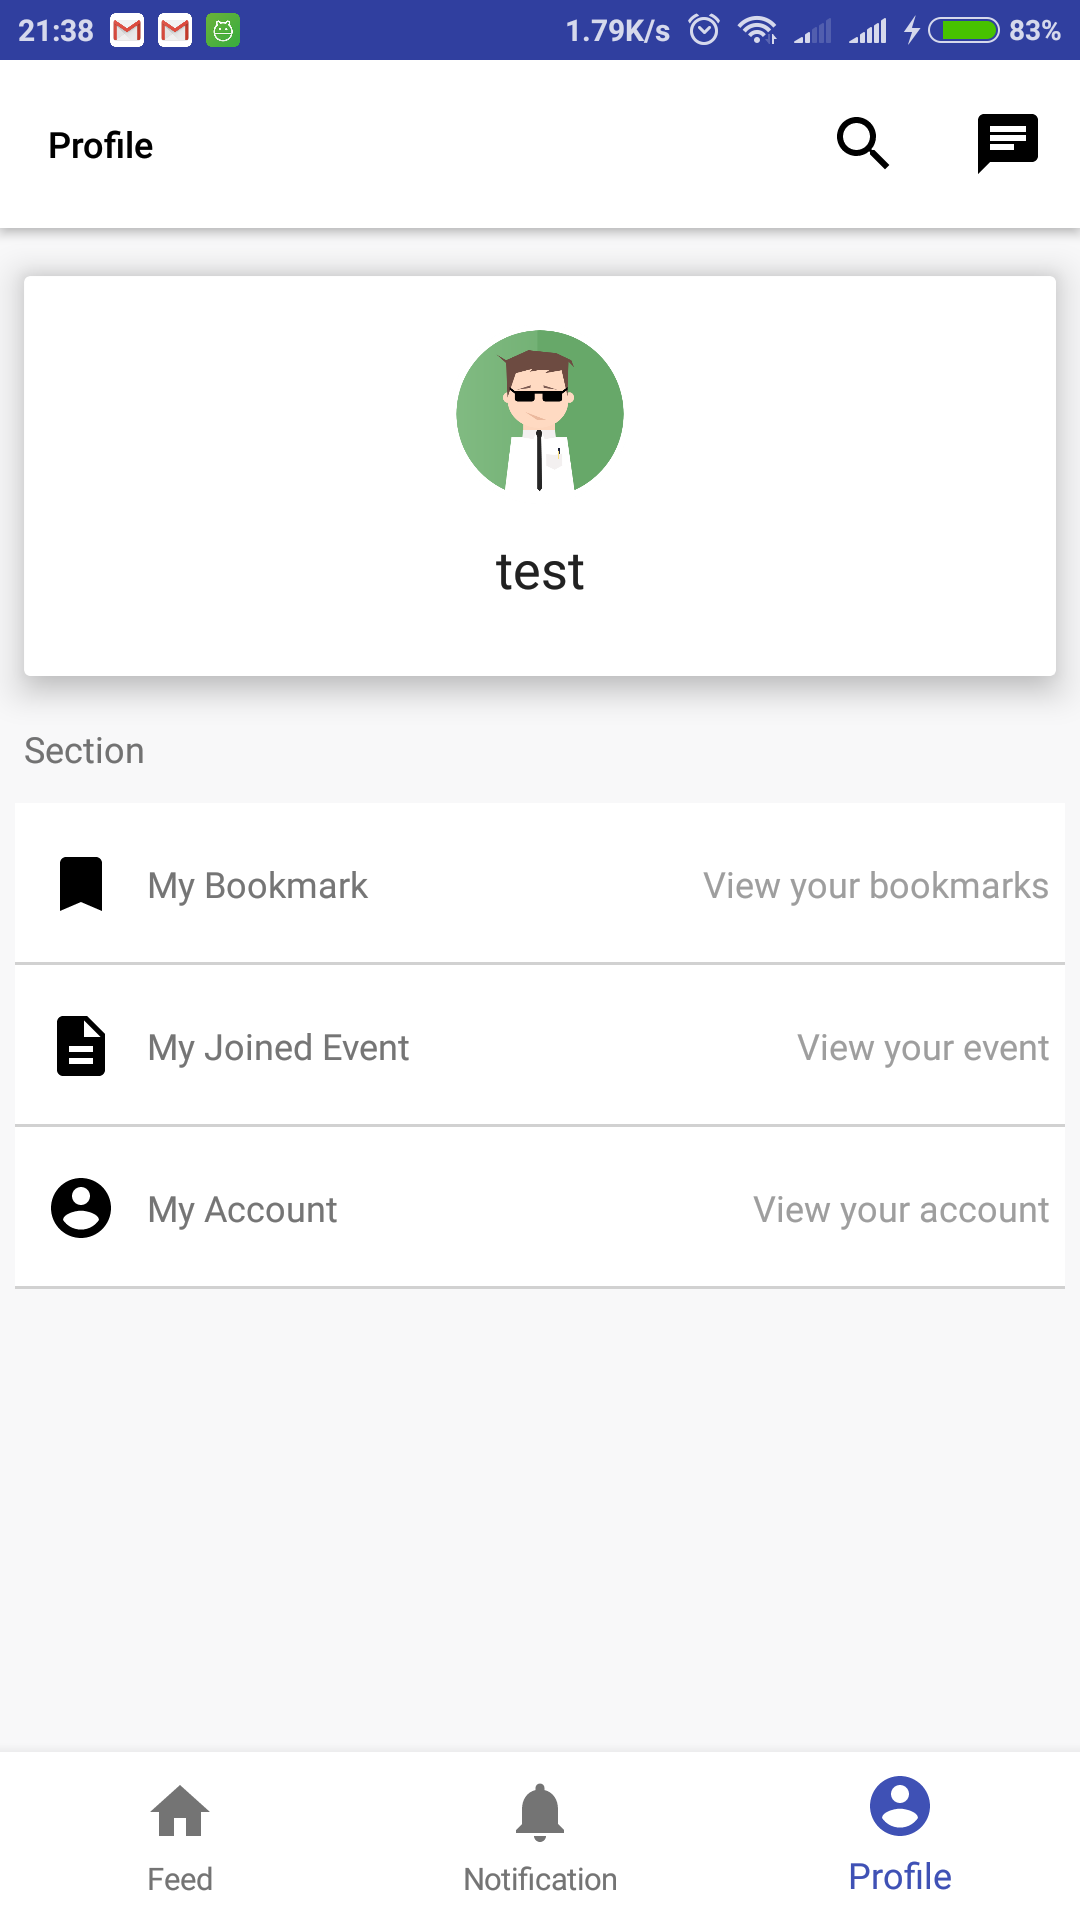 21:38 1.79K/s 83%
Profile
test
Section
My Bookmark View your bookmarks
My Joined Event View your event
My Account View your account
Feed Notification Profile